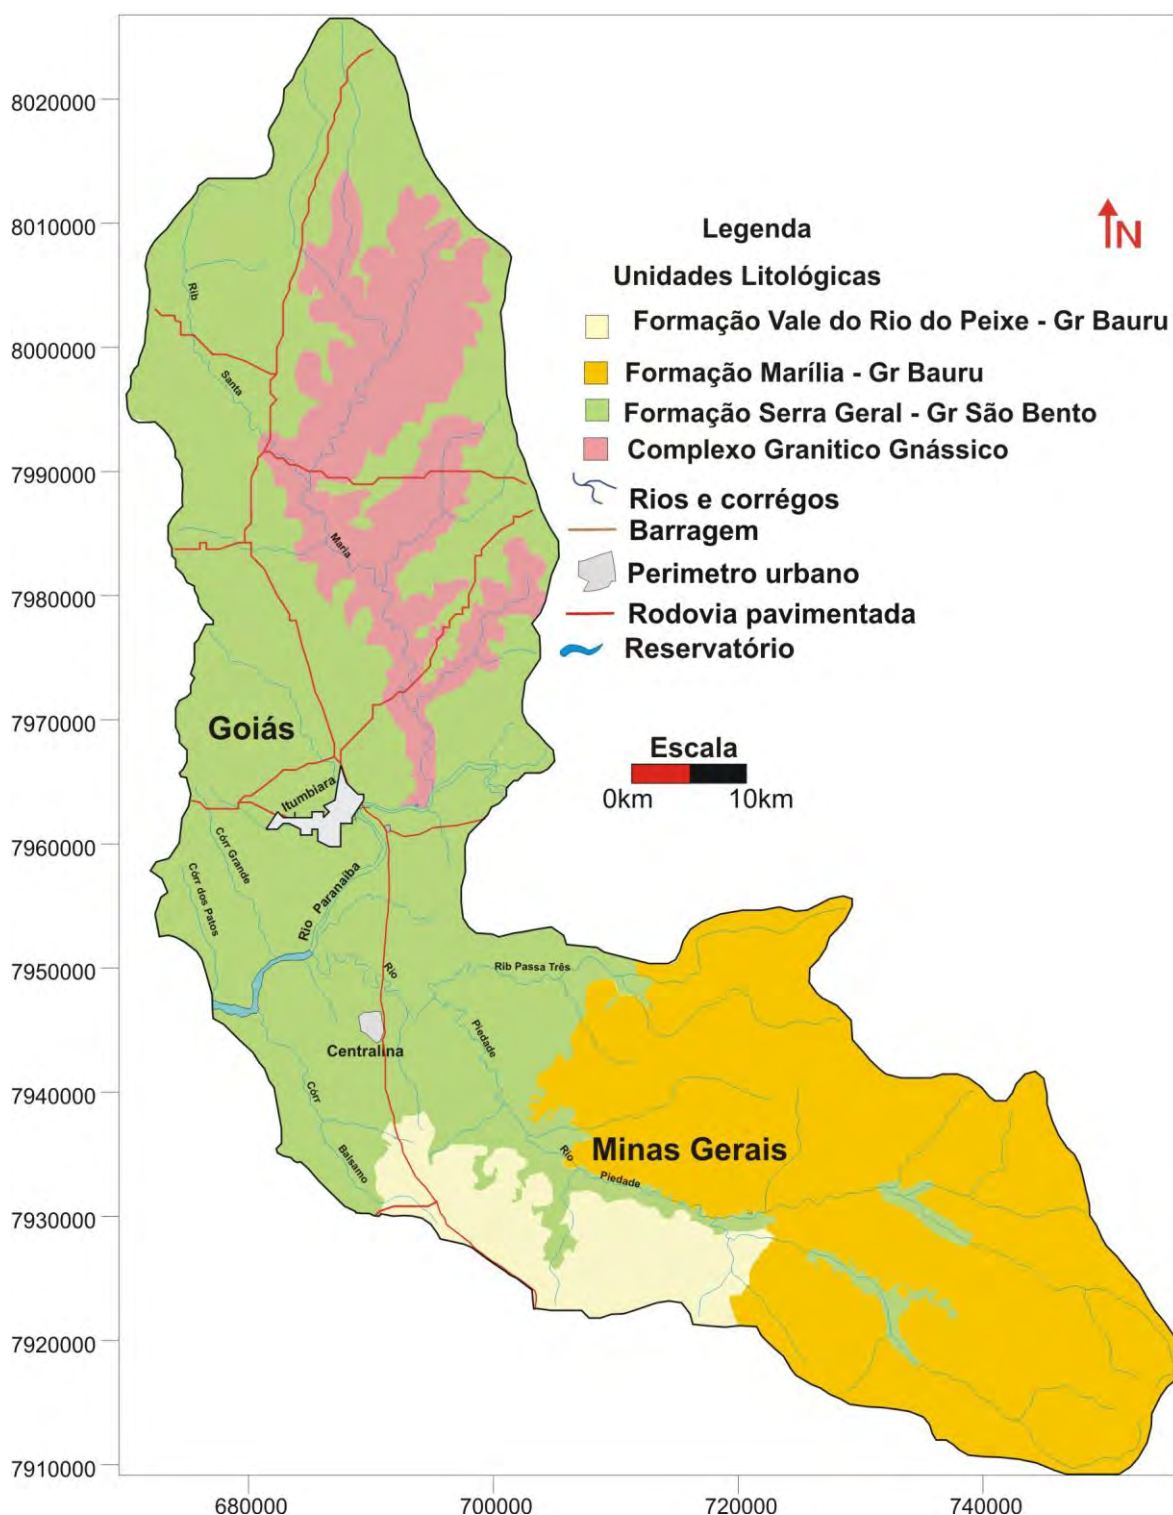 8020000
8010000
8000000
7990000
7980000
7970000
7960000
7950000
7940000
7930000
7920000
7910000
680000
700000
720000
740000
N
Legenda
Unidades Litológicas
Formação Vale do Rio do Peixe - Gr Bauru
Formação Marília - Gr Bauru
Formação Serra Geral - Gr São Bento
Complexo Granitico Gnássico
Rios e corrégos
Barragem
Perimetro urbano
Rodovia pavimentada
Reservatório
Escala
0km
10km
Rib
Santa
Maria
Goiás
Itumbiara
Córr Grande
Córr dos Patos
Rio Paranaíba
Rio
Rib Passa Três
Piedade
Centralina
Córr
Balsamo
Minas Gerais
Rio
Piedade